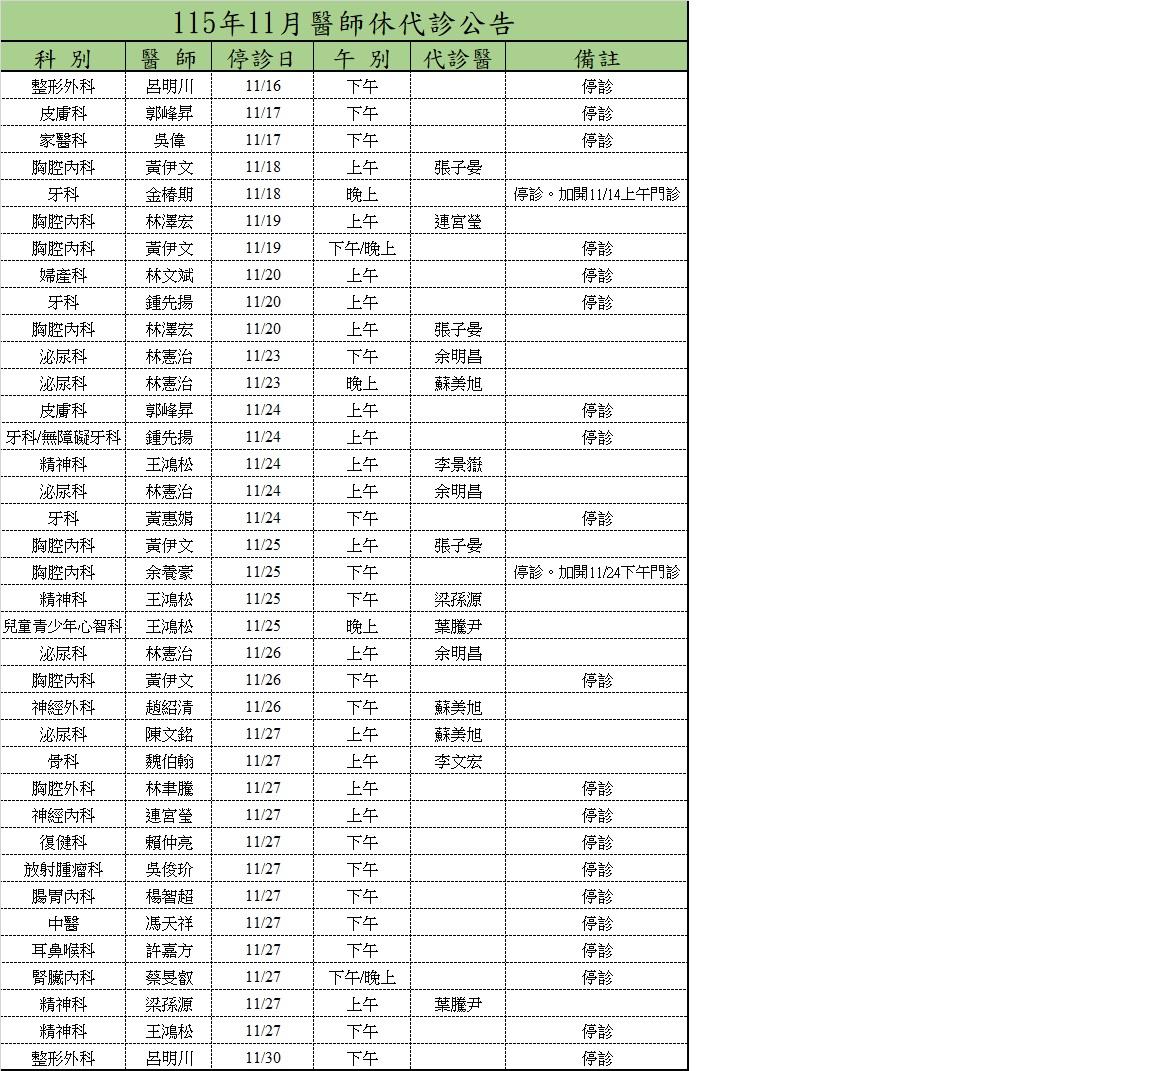 115年11月醫師休代診公告
科 別 醫 師 停診日 午 別 代診醫 備註
整形外科 呂明川 11/16 下午 停診
皮膚科 郭峰昇 11/17 下午 停診
家醫科 吳偉 11/17 下午 停診
胸腔內科 黃伊文 11/18 上午 張子晏
牙科 金椿期 11/18 晚上 停診。加開11/14上午門診
胸腔內科 林澤宏 11/19 上午 連宮瑩
胸腔內科 黃伊文 11/19 下午/晚上 停診
婦產科 林文斌 11/20 上午 停診
牙科 鍾先揚 11/20 上午 停診
胸腔內科 林澤宏 11/20 上午 張子晏
泌尿科 林憲治 11/23 下午 余明昌
泌尿科 林憲治 11/23 晚上 蘇美旭
皮膚科 郭峰昇 11/24 上午 停診
牙科/無障礙牙科 鍾先揚 11/24 上午 停診
精神科 王鴻松 11/24 上午 李景嶽
泌尿科 林憲治 11/24 上午 余明昌
牙科 黃惠娟 11/24 下午 停診
胸腔內科 黃伊文 11/25 上午 張子晏
胸腔內科 余養豪 11/25 下午 停診。加開11/24下午門診
精神科 王鴻松 11/25 下午 梁孫源
兒童青少年心智科 王鴻松 11/25 晚上 葉騰尹
泌尿科 林憲治 11/26 上午 余明昌
胸腔內科 黃伊文 11/26 下午 停診
神經外科 趙紹清 11/26 下午 蘇美旭
泌尿科 陳文銘 11/27 上午 蘇美旭
骨科 魏伯翰 11/27 上午 李文宏
胸腔外科 林聿騰 11/27 上午 停診
神經內科 連宮瑩 11/27 上午 停診
復健科 賴仲亮 11/27 下午 停診
放射腫瘤科 吳俊玠 11/27 下午 停診
腸胃內科 楊智超 11/27 下午 停診
中醫 馮天祥 11/27 下午 停診
耳鼻喉科 許嘉方 11/27 下午 停診
腎臟內科 蔡旻叡 11/27 下午/晚上 停診
精神科 梁孫源 11/27 上午 葉騰尹
精神科 王鴻松 11/27 下午 停診
整形外科 呂明川 11/30 下午 停診